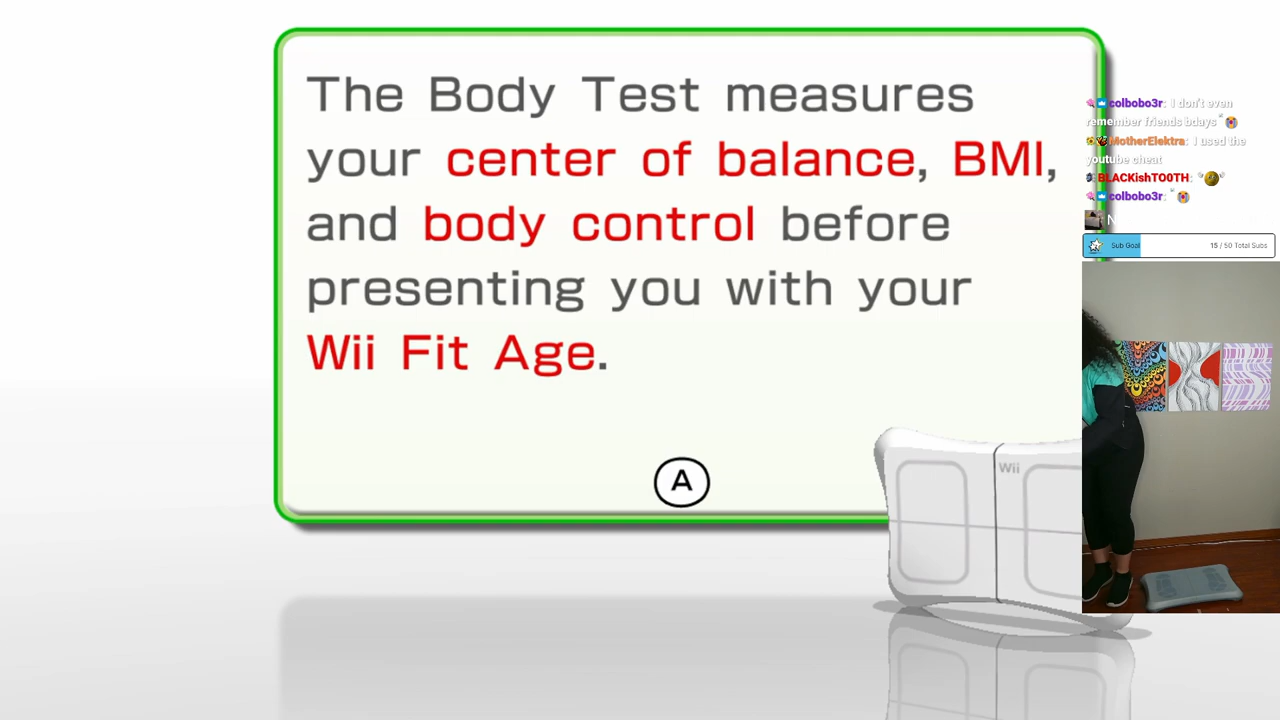 The Body Test measures
your center of balance, BMI,
and body control before
presenting you with your
Wii Fit Age.
A
Wii
colbobo3r: I don't even
remember friends bdays
MotherElektra: I used the
youtube cheat
BLACKishTO0TH:
colbobo3r:
N
Sub Goal 15 / 50 Total Subs